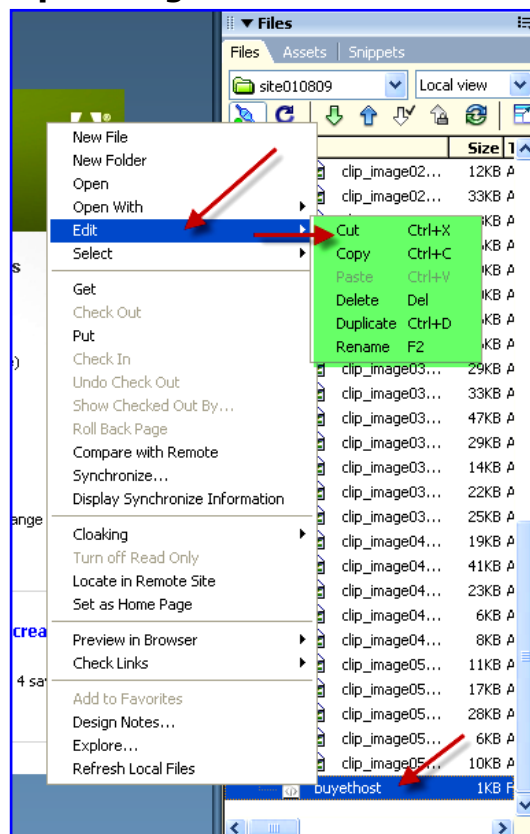 Files
Files Assets Snippets
site010809 Local view
Size
New File
New Folder
Open
Open With
Edit
Select
Get
Check Out
Put
Check In
Undo Check Out
Show Checked Out By...
Roll Back Page
Compare with Remote
Synchronize...
Display Synchronize Information
Cloaking
Turn off Read Only
Locate in Remote Site
Set as Home Page
Preview in Browser
Check Links
Add to Favorites
Design Notes...
Explore...
Refresh Local Files
Cut Ctrl+X
Copy Ctrl+C
Paste Ctrl+V
Delete Del
Duplicate Ctrl+D
Rename F2
clip_image02... 12KB A
clip_image02... 33KB A
clip_image03... 29KB A
clip_image03... 33KB A
clip_image03... 47KB A
clip_image03... 29KB A
clip_image03... 14KB A
clip_image03... 22KB A
clip_image03... 25KB A
clip_image04... 19KB A
clip_image04... 41KB A
clip_image04... 23KB A
clip_image04... 6KB A
clip_image04... 8KB A
clip_image05... 11KB A
clip_image05... 17KB A
clip_image05... 28KB A
clip_image05... 6KB A
clip_image05... 10KB A
buyethost 1KB F